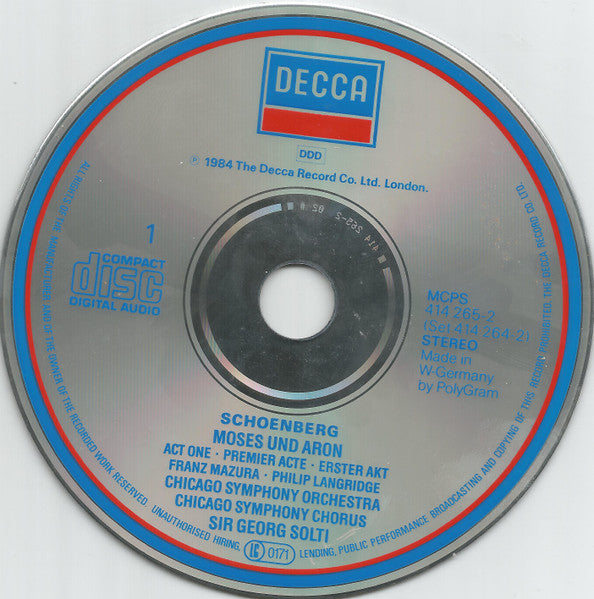 DECCA
DDD
℗ 1984 The Decca Record Co. Ltd. London.
1
COMPACT
disc
DIGITAL AUDIO
MCPS
414 265-2
(Set 414 264-2)
STEREO
Made in
W-Germany
by PolyGram
SCHOENBERG
MOSES UND ARON
ACT ONE · PREMIER ACTE · ERSTER AKT
FRANZ MAZURA · PHILIP LANGRIDGE
CHICAGO SYMPHONY ORCHESTRA
CHICAGO SYMPHONY CHORUS
SIR GEORG SOLTI
LC 0171
ALL RIGHTS OF THE MANUFACTURER AND OF THE OWNER OF THE RECORDED WORK RESERVED. UNAUTHORISED HIRING, LENDING, PUBLIC PERFORMANCE BROADCASTING AND COPYING OF THIS RECORD PROHIBITED. THE DECCA RECORD CO. LTD.
414 265-2